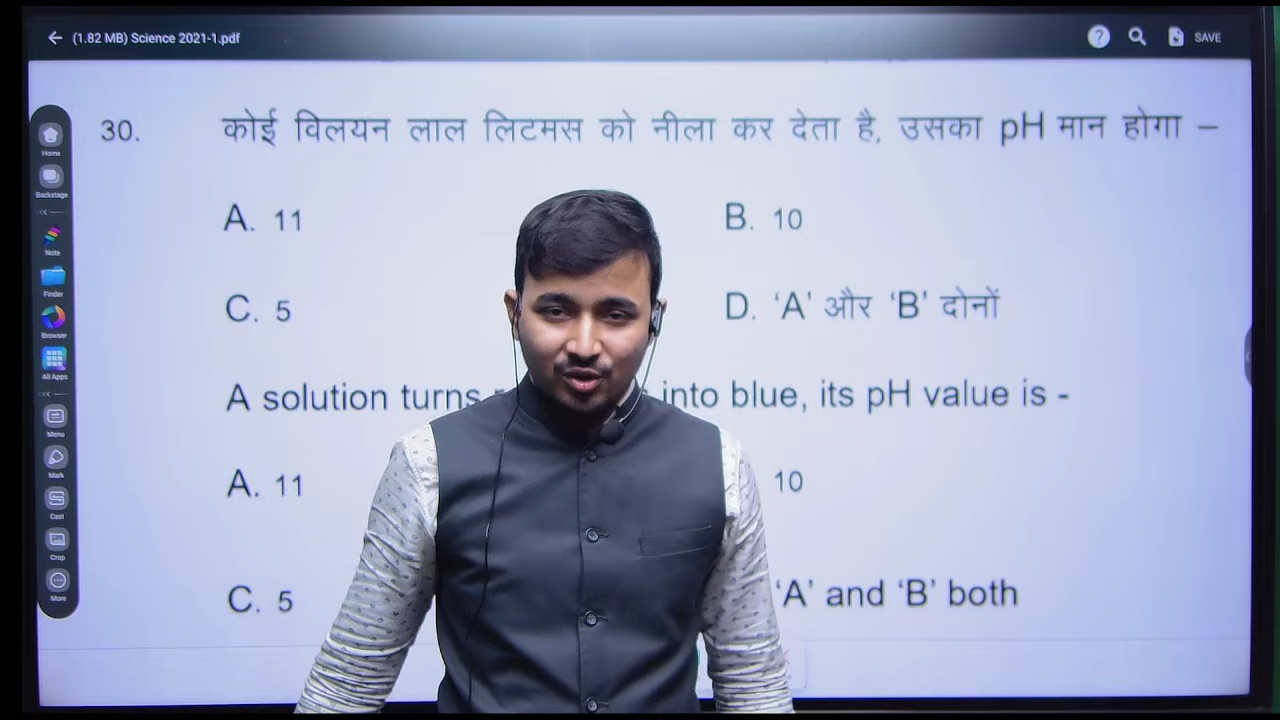 (1.82 MB) Science 2021-1.pdf
SAVE
Home
Backstage
Note
Finder
Browser
All Apps
Menu
Mark
Cast
Crop
More
30. कोई विलयन लाल लिटमस को नीला कर देता है, उसका pH मान होगा –
A. 11 B. 10
C. 5 D. 'A' और 'B' दोनों
A solution turns into blue, its pH value is -
A. 11 10
C. 5 'A' and 'B' both